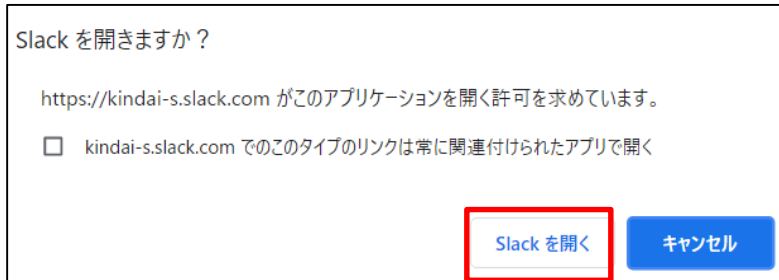 Slack を開きますか？
https://kindai-s.slack.com がこのアプリケーションを開く許可を求めています。
kindai-s.slack.com でのこのタイプのリンクは常に関連付けられたアプリで開く
Slack を開く キャンセル